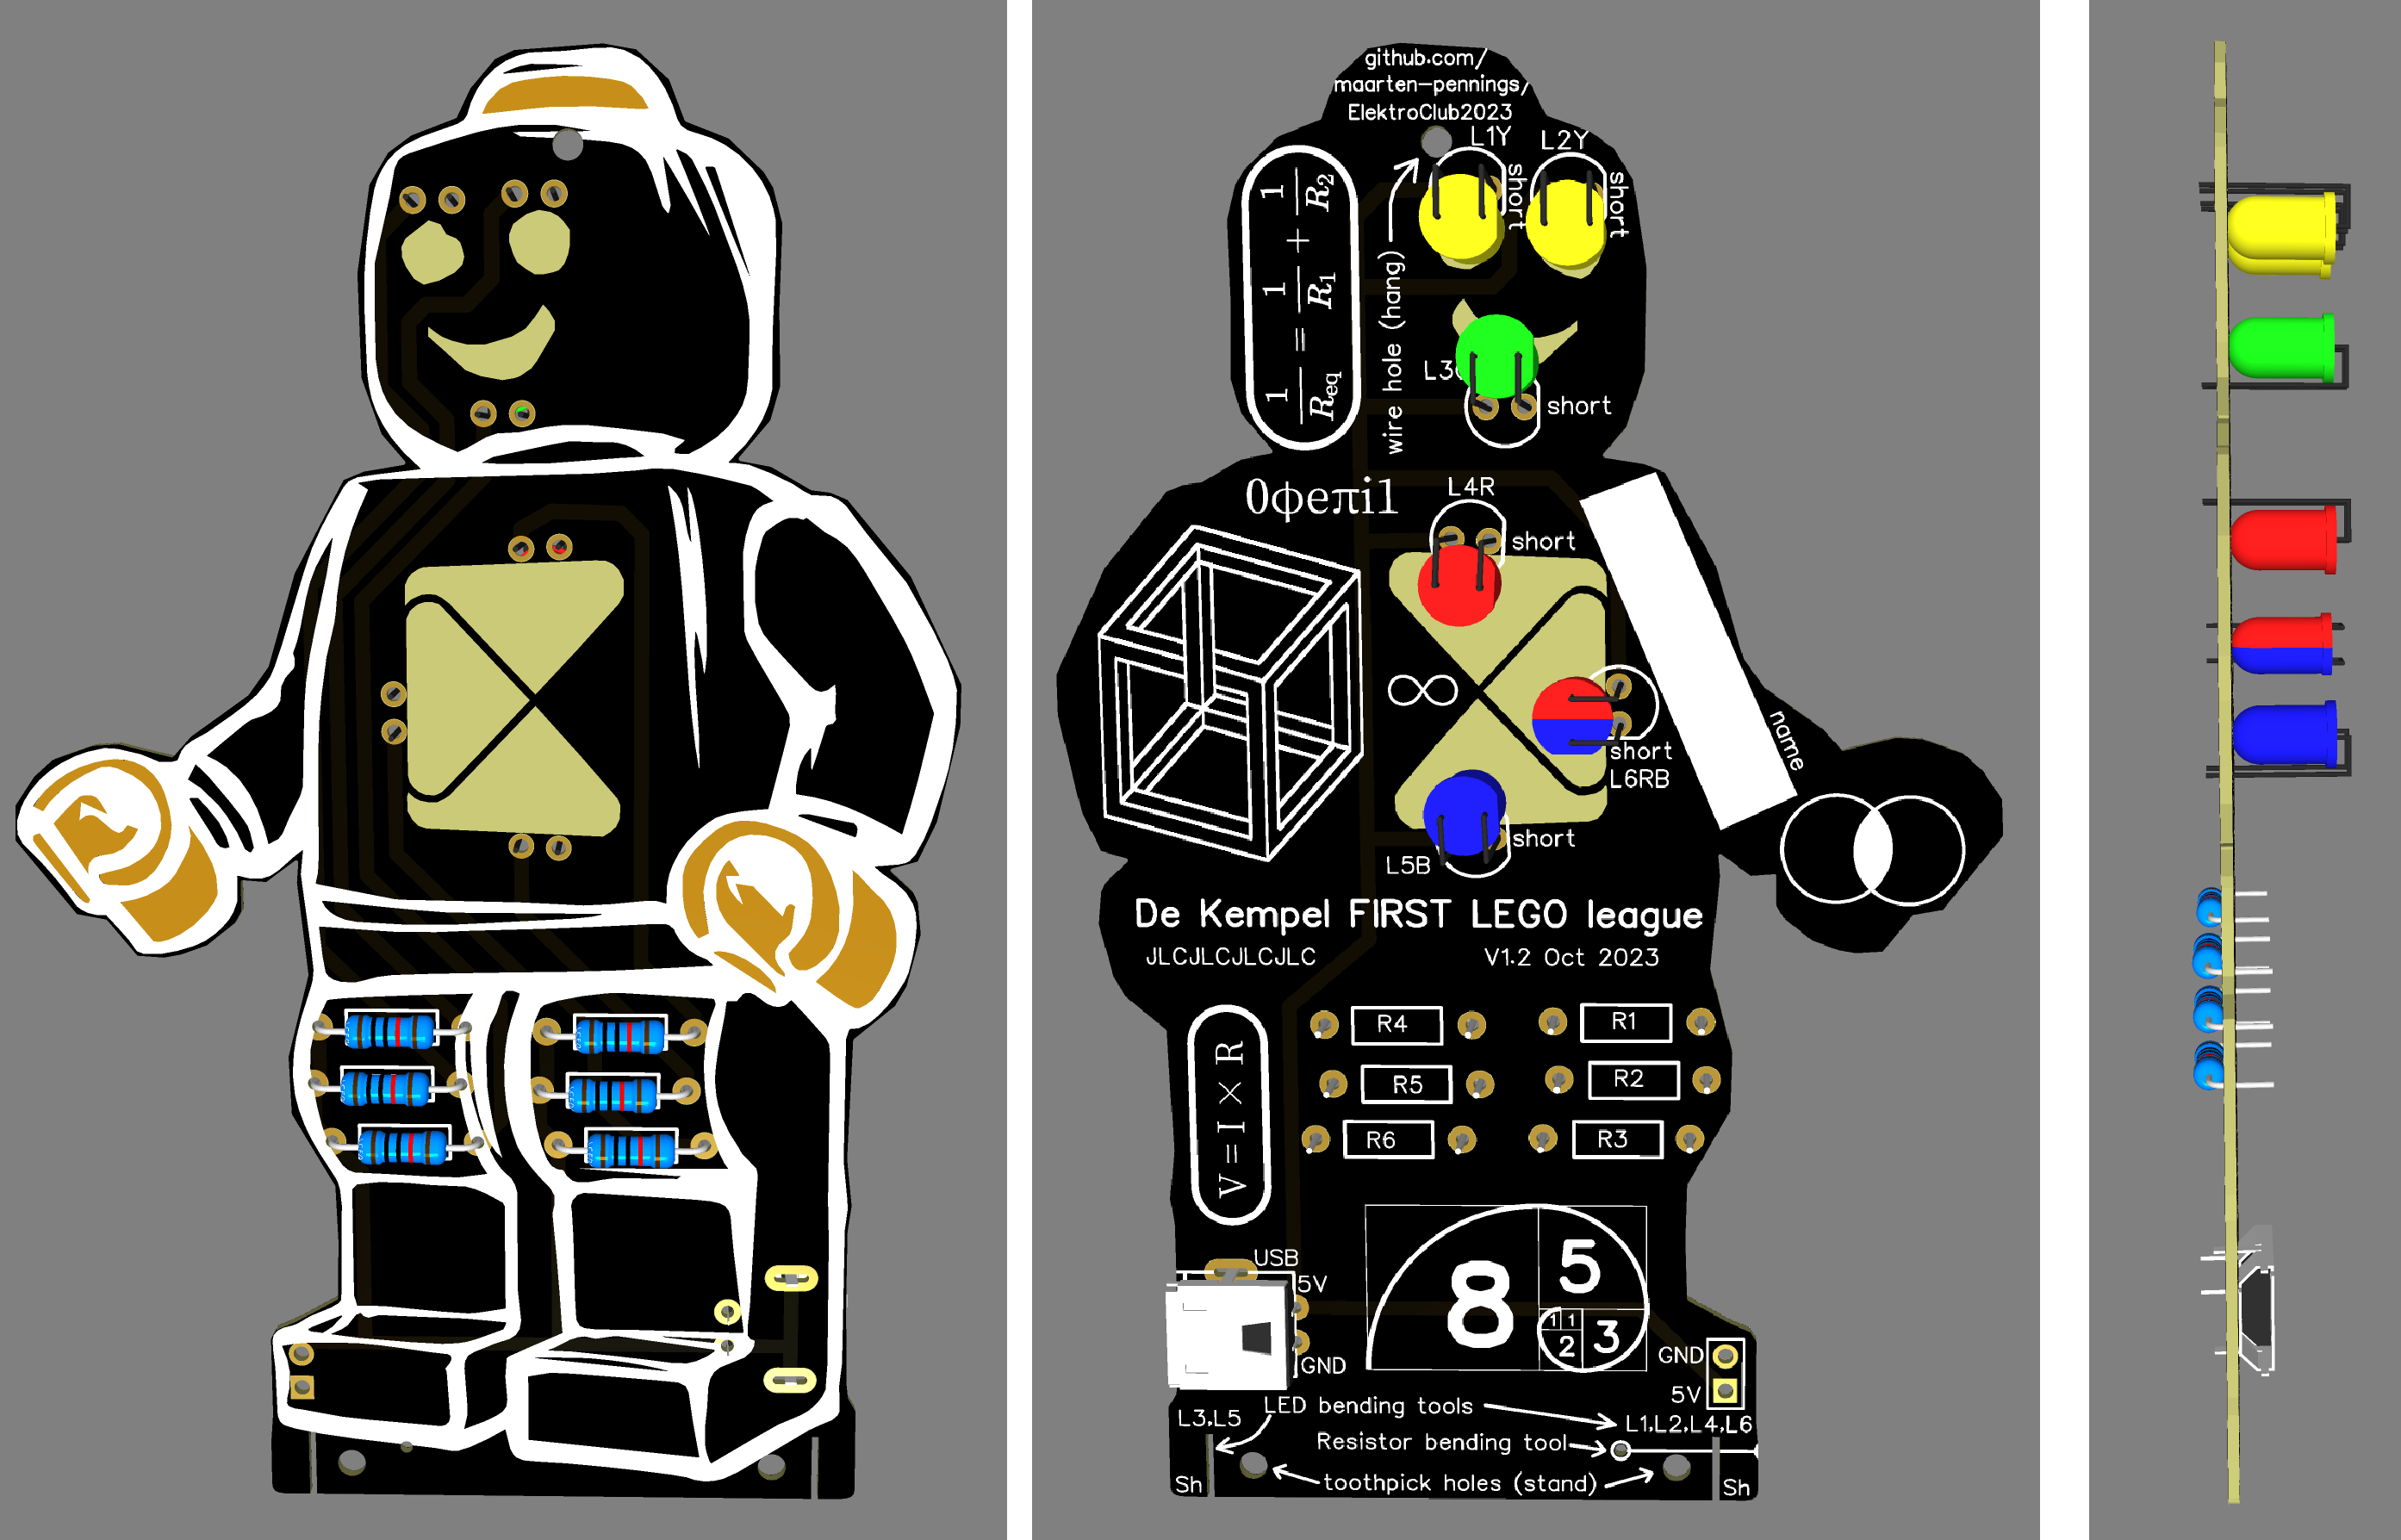 github.com/
maarten-pennings/
ElektroClub2023
L1Y
L2Y
short
short
1/Req = 1/R1 + 1/R2
wire hole (hang)
short
L4R
0φeπi1
short
∞
name
short
L6RB
short
L5B
De Kempel FIRST LEGO league
JLCJLCJLCJLC
V1.2 Oct 2023
R4
R1
V = I × R
R5
R2
R6
R3
USB
5V
8
5
1
1
2
3
GND
GND
5V
LED bending tools
L3,L5
L1,L2,L4,L6
Resistor bending tool
toothpick holes (stand)
Sh
Sh